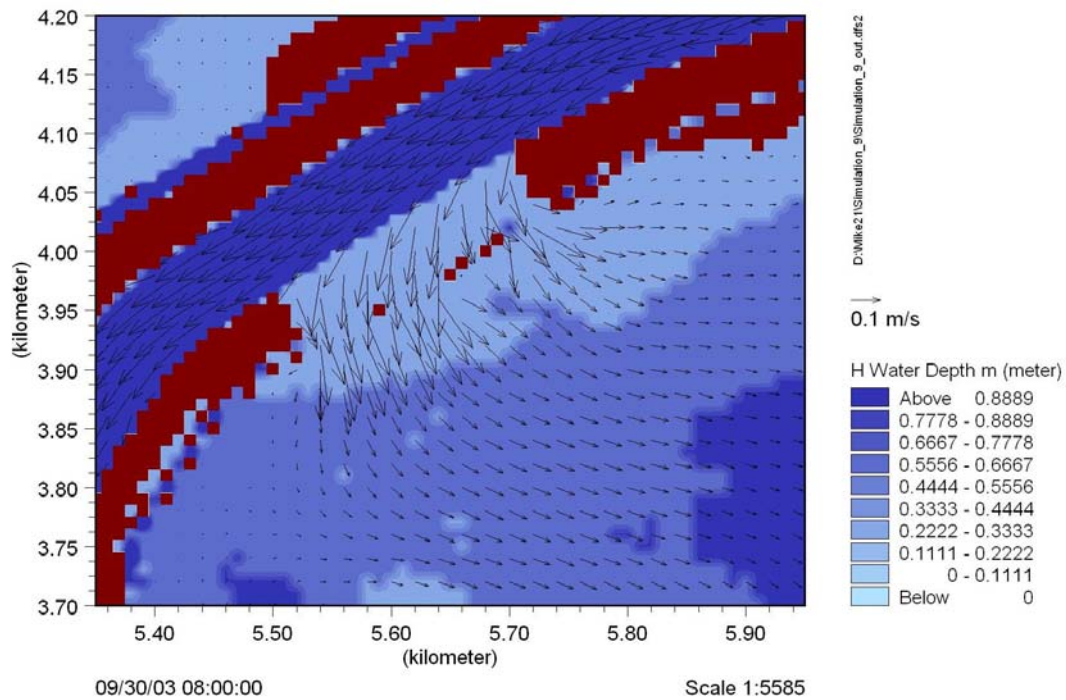 4.20
4.15
4.10
4.05
4.00
3.95
3.90
3.85
3.80
3.75
3.70
(kilometer)
5.40
5.50
5.60
5.70
5.80
5.90
(kilometer)
09/30/03 08:00:00
Scale 1:5585
D:\Mike21\Simulation_9\Simulation_9_out.dfs2
0.1 m/s
H Water Depth m (meter)
Above 0.8889
0.7778 - 0.8889
0.6667 - 0.7778
0.5556 - 0.6667
0.4444 - 0.5556
0.3333 - 0.4444
0.2222 - 0.3333
0.1111 - 0.2222
0 - 0.1111
Below 0